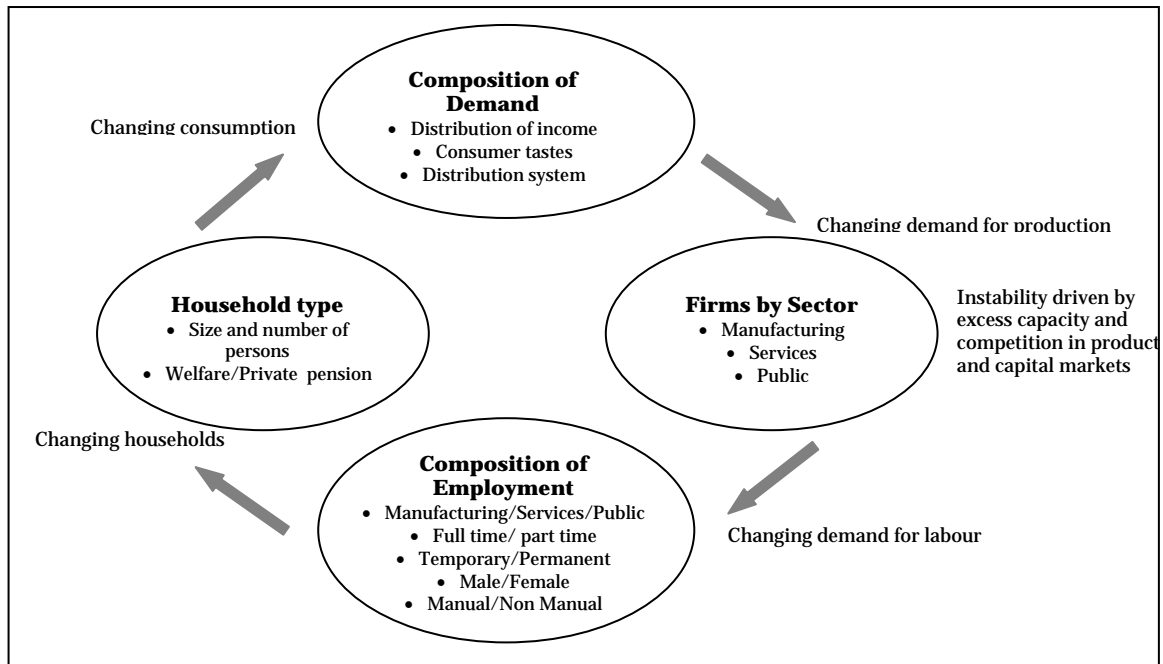 Composition of
Demand
• Distribution of income
• Consumer tastes
• Distribution system
Changing consumption
Changing demand for production
Household type
• Size and number of
persons
• Welfare/Private pension
Firms by Sector
• Manufacturing
• Services
• Public
Instability driven by
excess capacity and
competition in product
and capital markets
Changing households
Composition of
Employment
• Manufacturing/Services/Public
• Full time/ part time
• Temporary/Permanent
• Male/Female
• Manual/Non Manual
Changing demand for labour